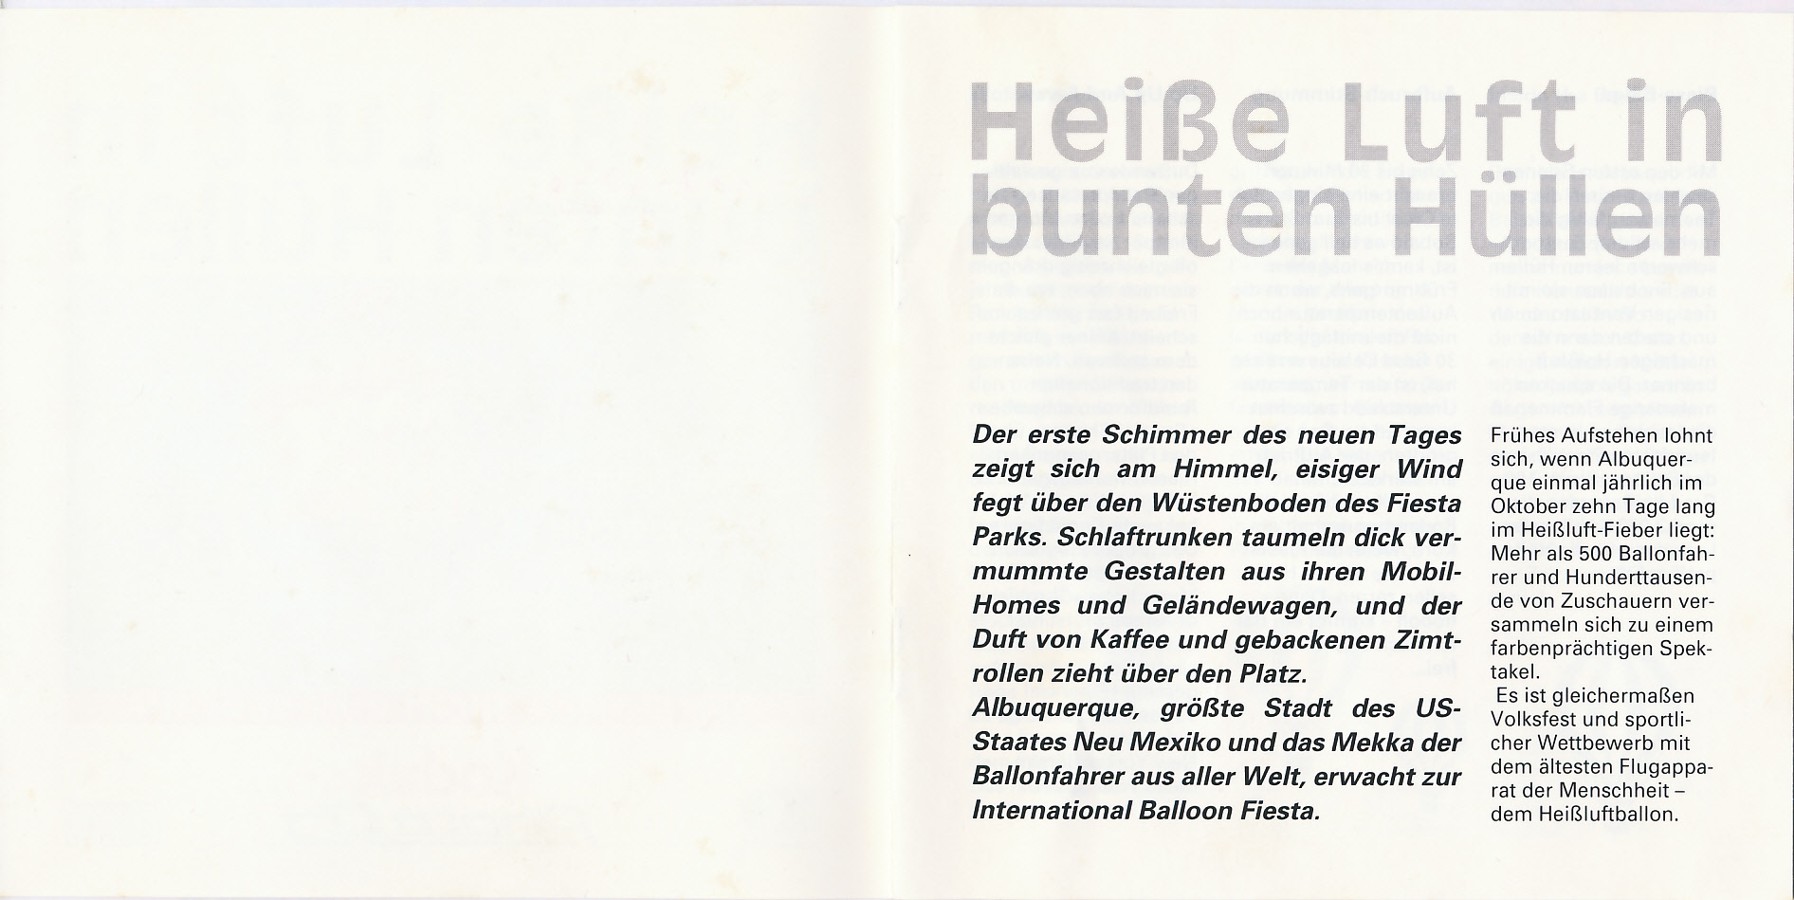 Heiße Luft in
bunten Hüllen
Der erste Schimmer des neuen Tages
zeigt sich am Himmel, eisiger Wind
fegt über den Wüstenboden des Fiesta
Parks. Schlaftrunken taumeln dick ver-
mummte Gestalten aus ihren Mobil-
Homes und Geländewagen, und der
Duft von Kaffee und gebackenen Zimt-
rollen zieht über den Platz.
Albuquerque, größte Stadt des US-
Staates Neu Mexiko und das Mekka der
Ballonfahrer aus aller Welt, erwacht zur
International Balloon Fiesta.
Frühes Aufstehen lohnt
sich, wenn Albuquer-
que einmal jährlich im
Oktober zehn Tage lang
im Heißluft-Fieber liegt:
Mehr als 500 Ballonfah-
rer und Hunderttausen-
de von Zuschauern ver-
sammeln sich zu einem
farbenprächtigen Spek-
takel.
Es ist gleichermaßen
Volksfest und sportli-
cher Wettbewerb mit
dem ältesten Flugappa-
rat der Menschheit –
dem Heißluftballon.